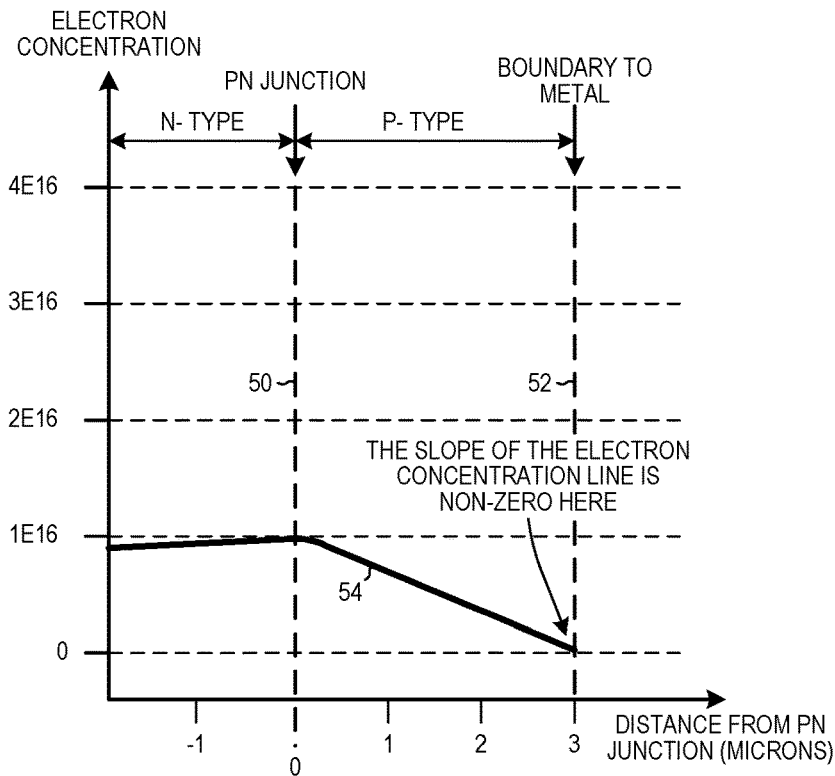 ELECTRON
CONCENTRATION
PN JUNCTION
BOUNDARY TO
METAL
N- TYPE
P- TYPE
4E16
3E16
50
52
2E16
THE SLOPE OF THE ELECTRON
CONCENTRATION LINE IS
NON-ZERO HERE
1E16
54
0
-1
0
1
2
3
DISTANCE FROM PN
JUNCTION (MICRONS)